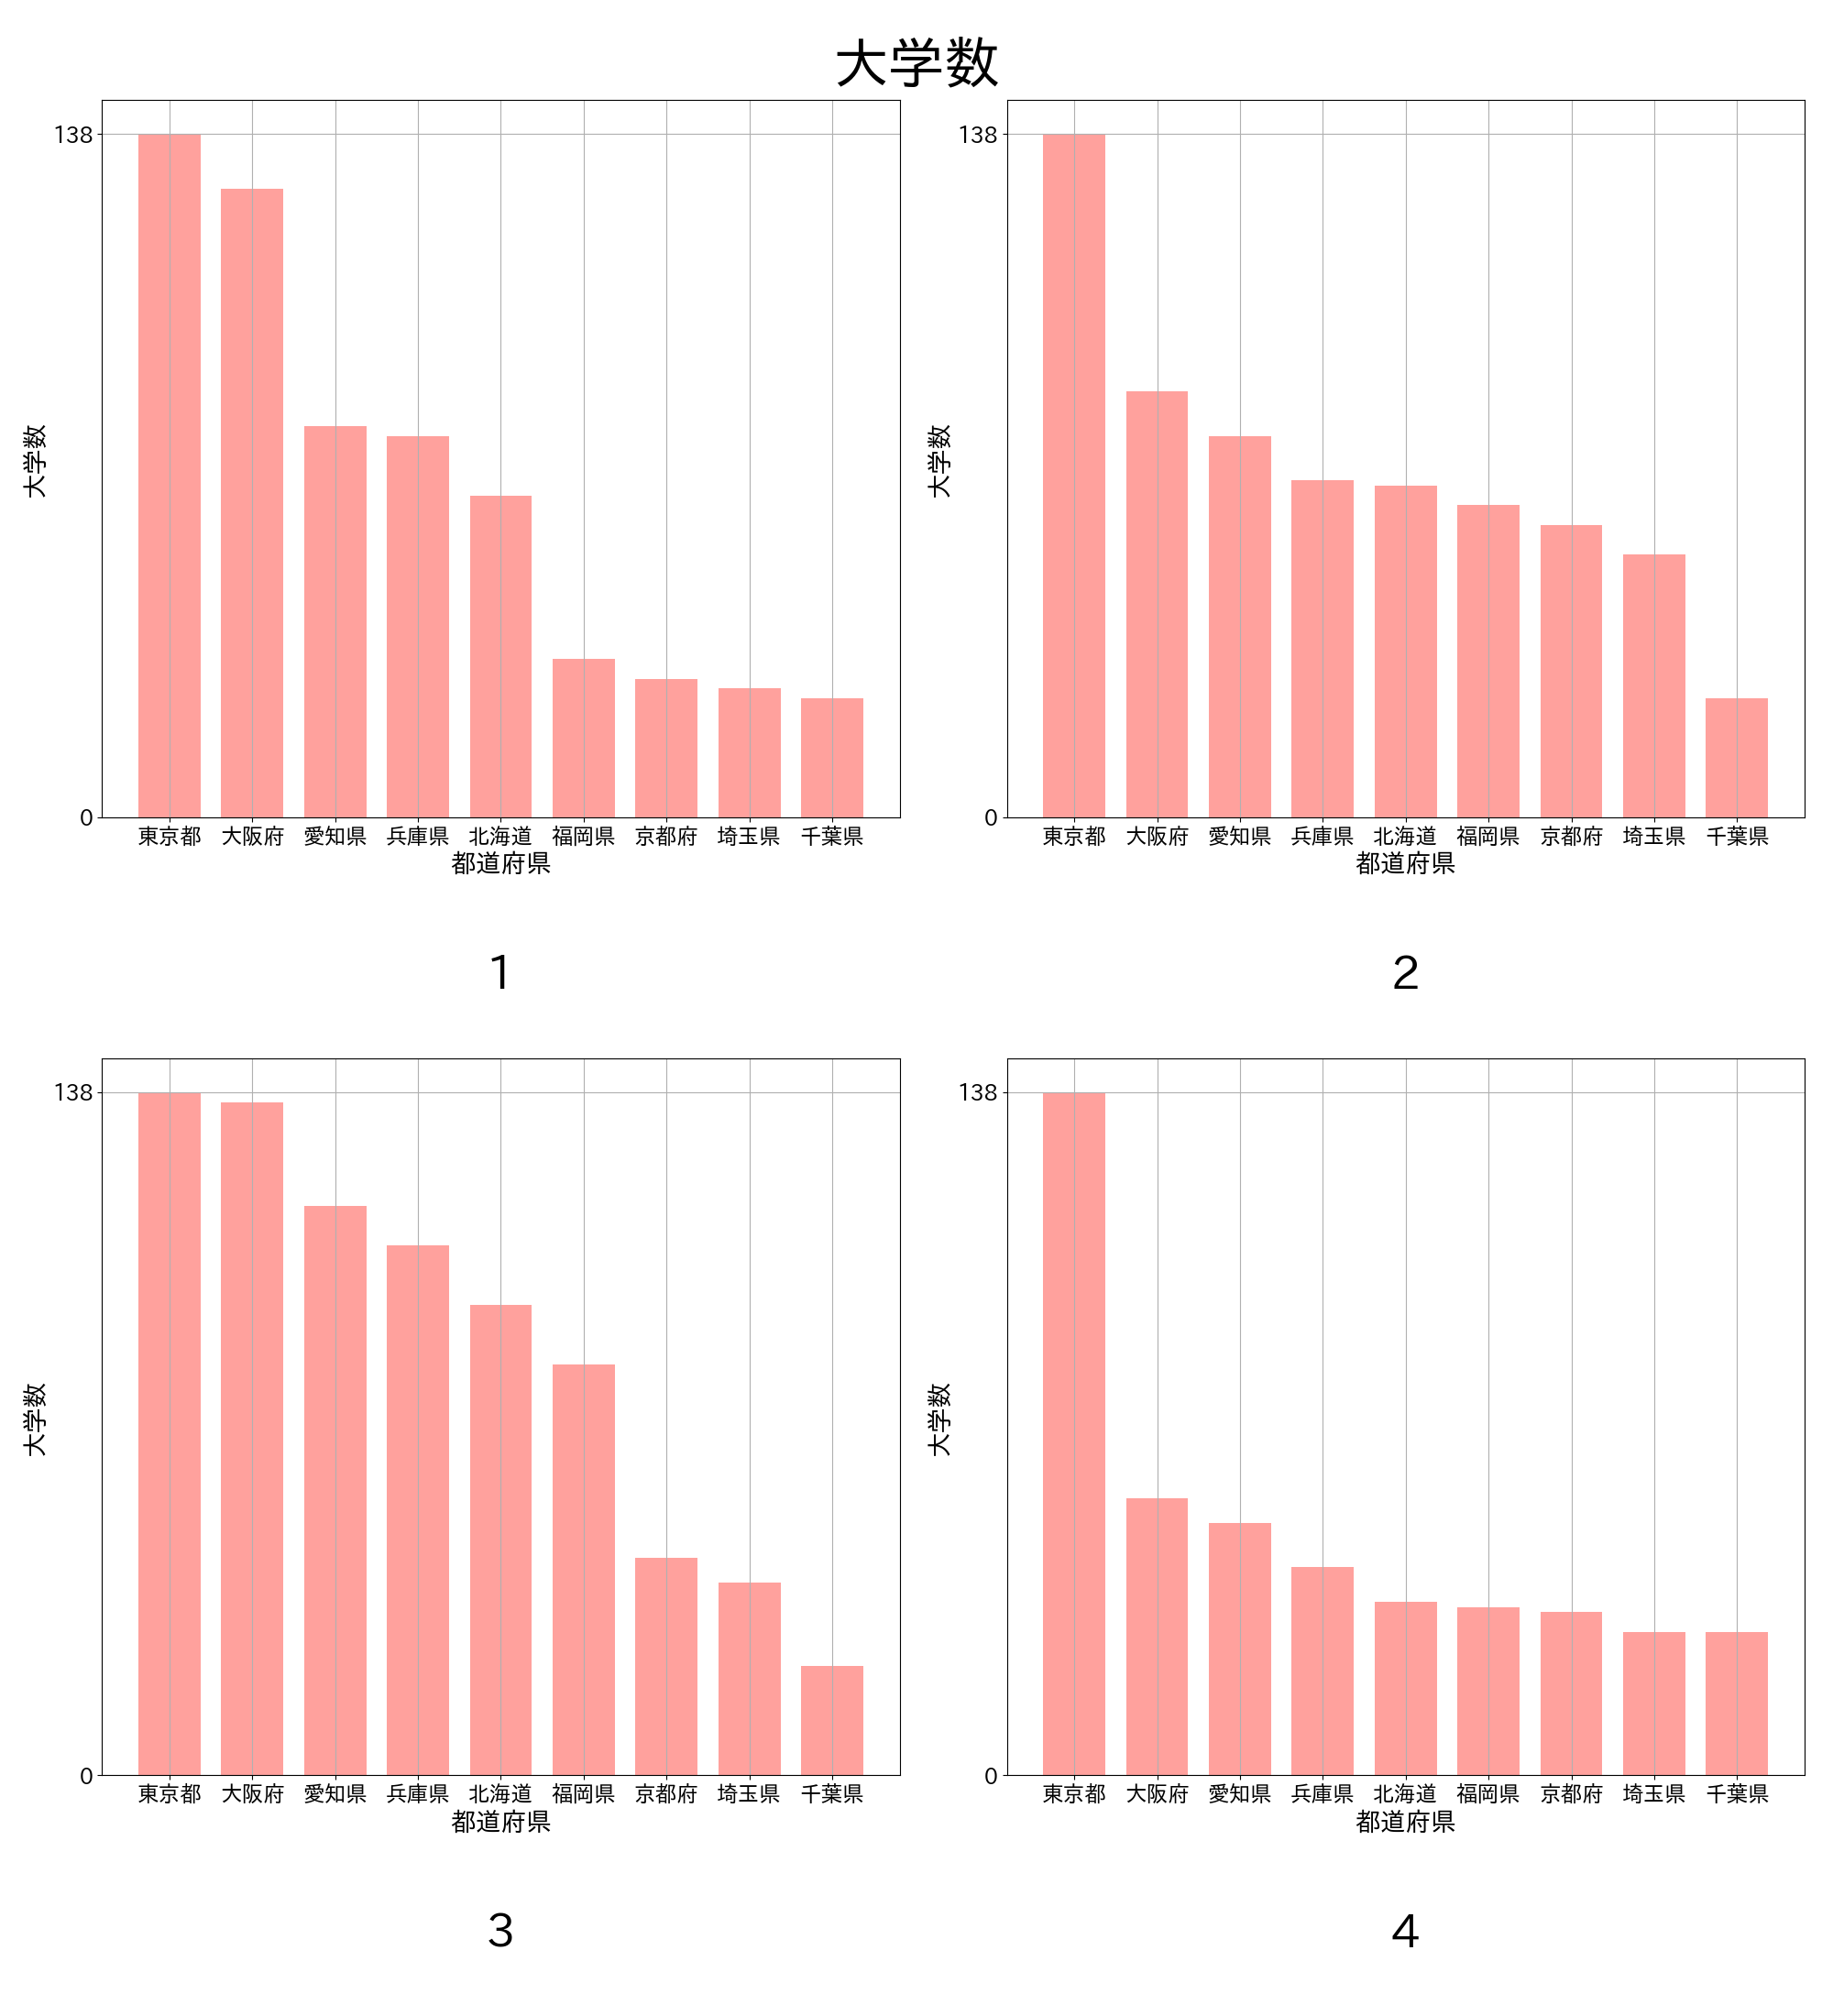 大学数
138
0
大学数
東京都 大阪府 愛知県 兵庫県 北海道 福岡県 京都府 埼玉県 千葉県
都道府県
1
138
0
大学数
東京都 大阪府 愛知県 兵庫県 北海道 福岡県 京都府 埼玉県 千葉県
都道府県
2
138
0
大学数
東京都 大阪府 愛知県 兵庫県 北海道 福岡県 京都府 埼玉県 千葉県
都道府県
3
138
0
大学数
東京都 大阪府 愛知県 兵庫県 北海道 福岡県 京都府 埼玉県 千葉県
都道府県
4